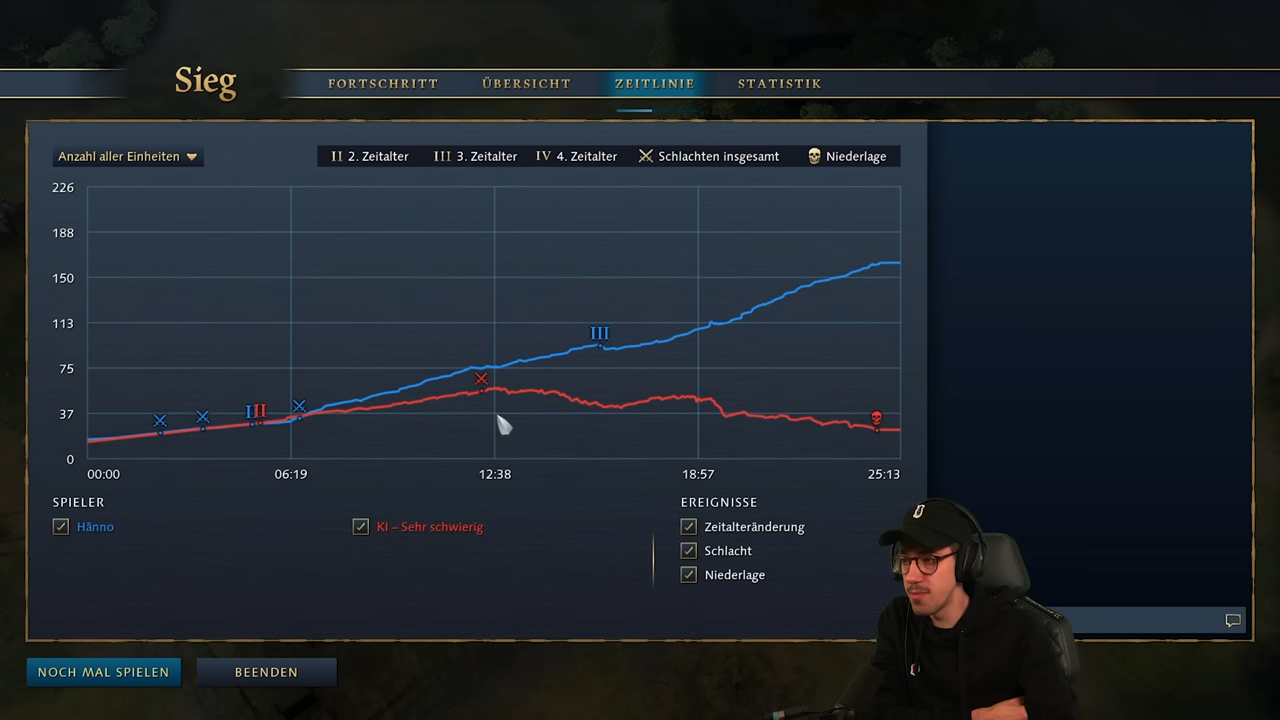 Sieg
FORTSCHRITT
ÜBERSICHT
ZEITLINIE
STATISTIK
Anzahl aller Einheiten
II 2. Zeitalter
III 3. Zeitalter
IV 4. Zeitalter
Schlachten insgesamt
Niederlage
226
188
150
113
75
37
0
III
II
II
00:00
06:19
12:38
18:57
25:13
SPIELER
Hänno
KI – Sehr schwierig
EREIGNISSE
Zeitalteränderung
Schlacht
Niederlage
NOCH MAL SPIELEN
BEENDEN